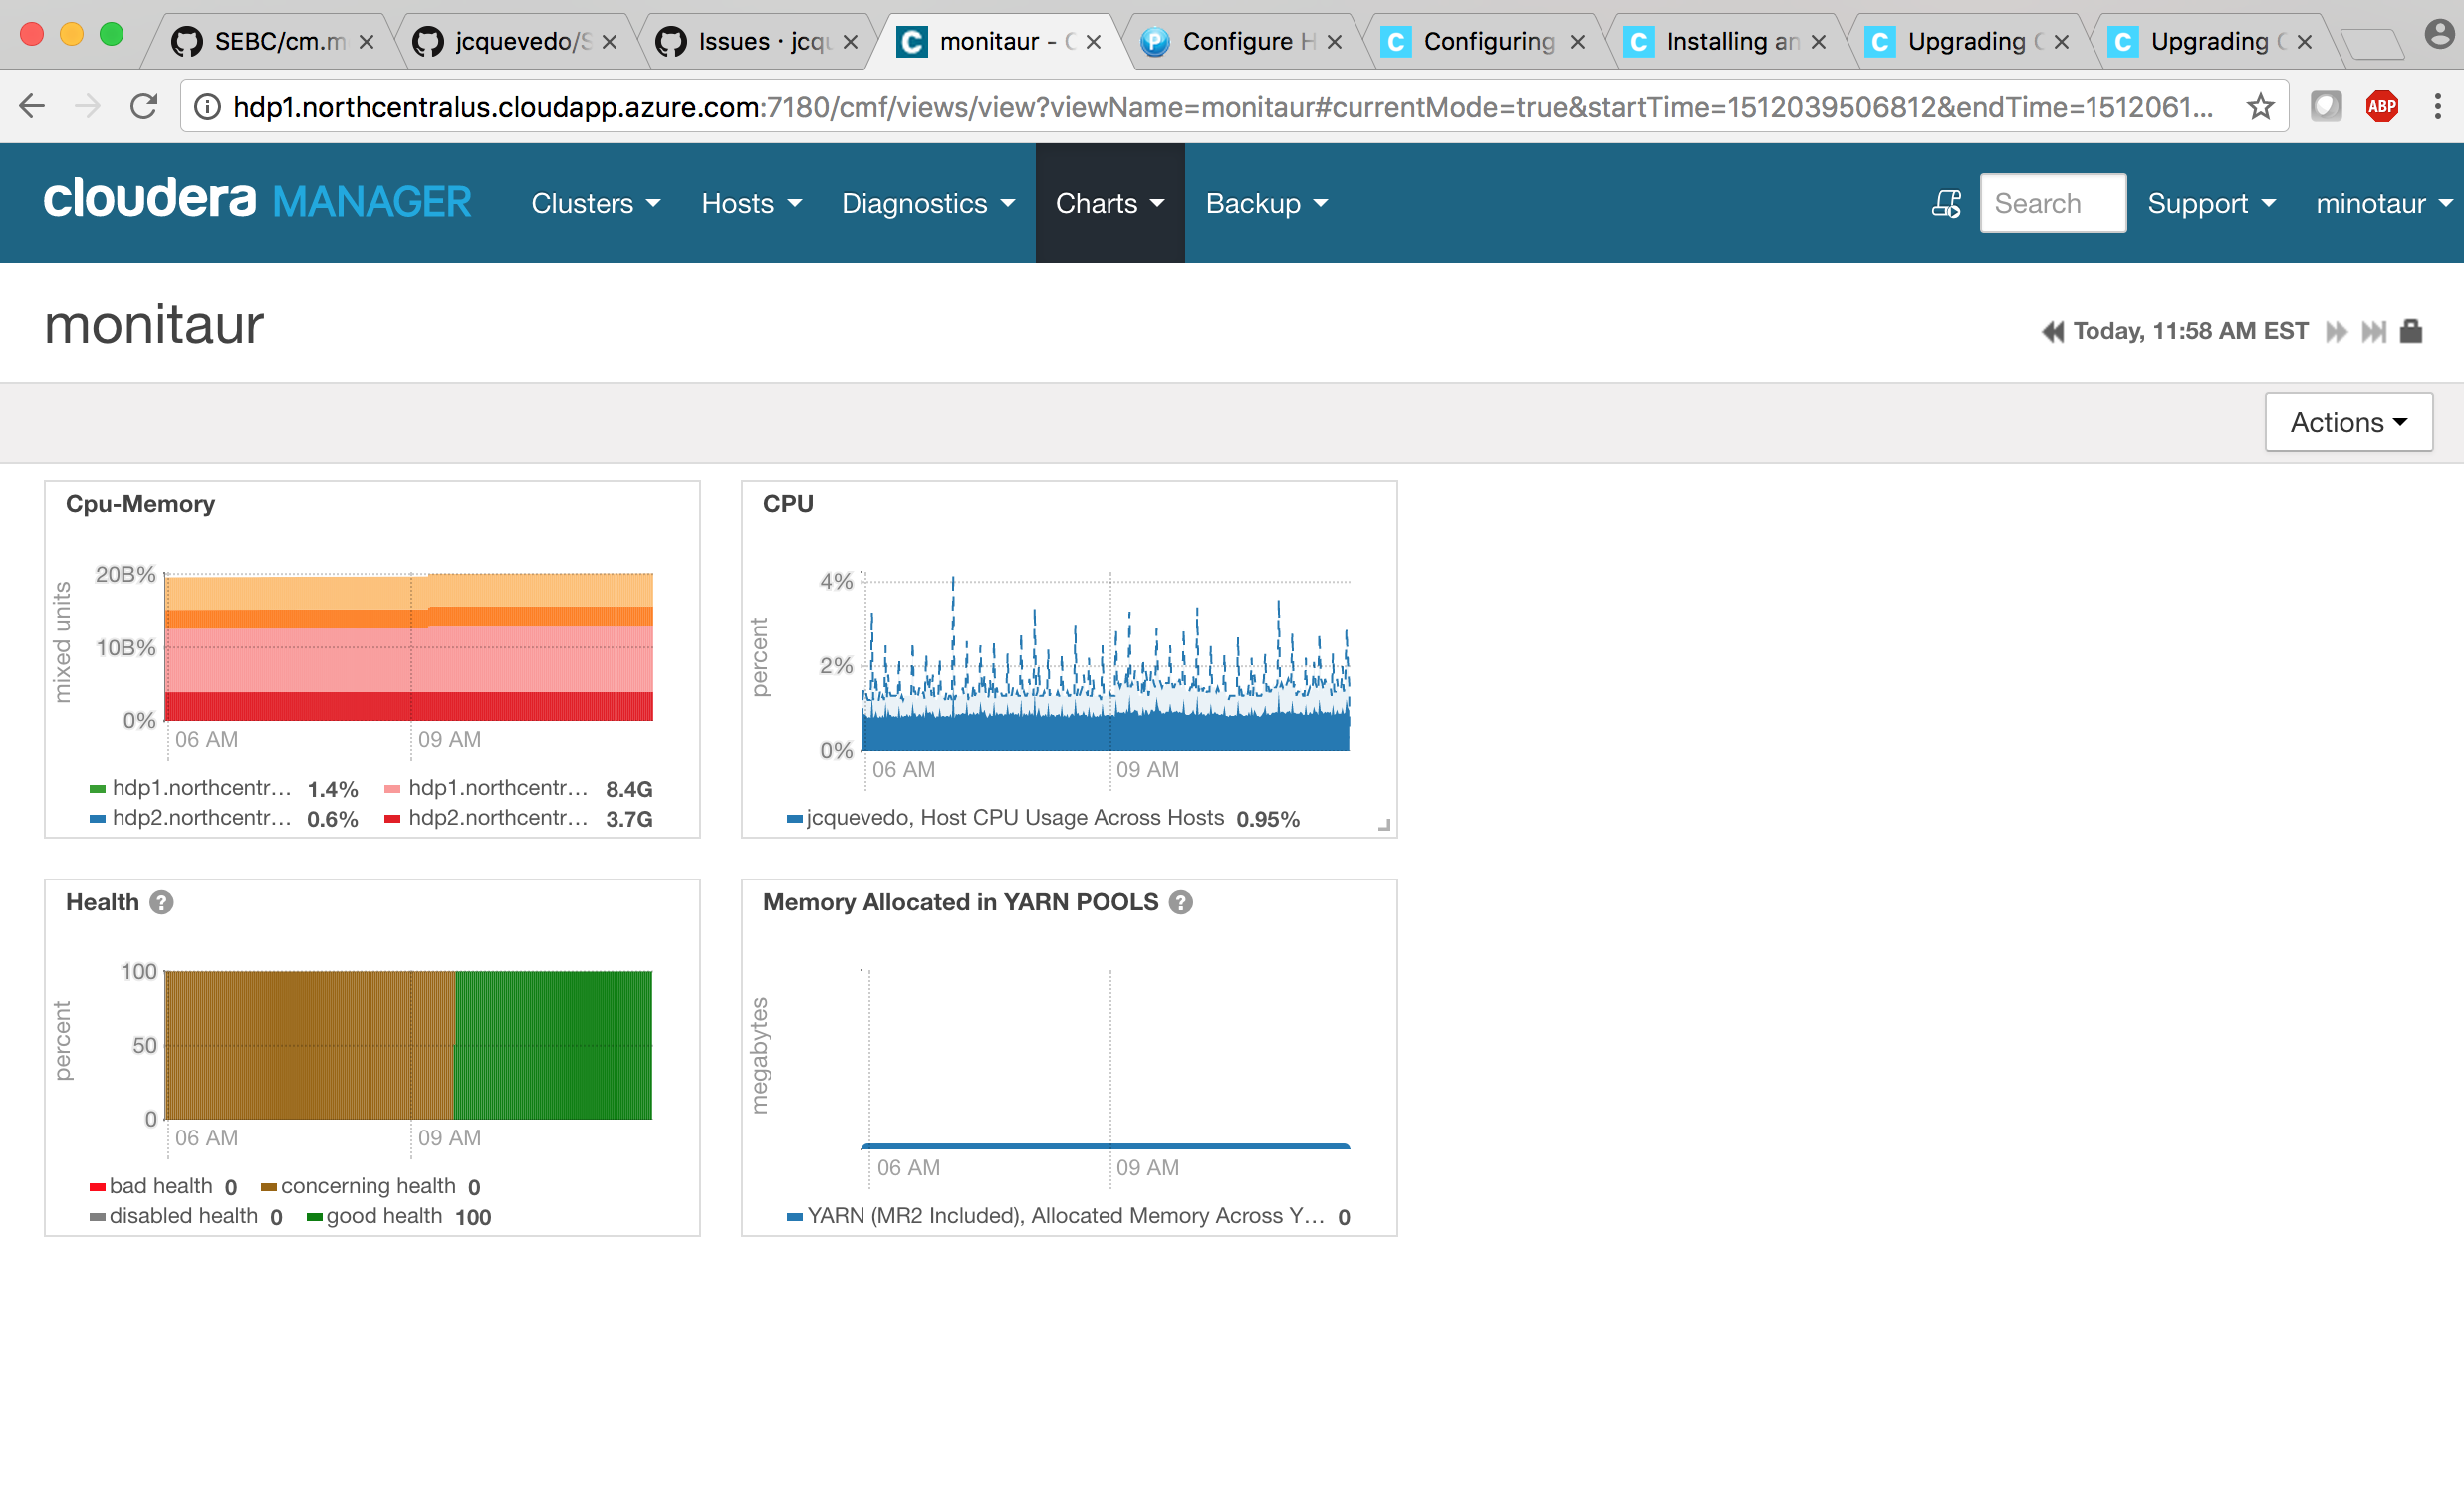 SEBC/cm.m
jcquevedo/S
Issues · jcqu
monitaur - C
Configure H
Configuring
Installing an
Upgrading C
Upgrading C
hdp1.northcentralus.cloudapp.azure.com:7180/cmf/views/view?viewName=monitaur#currentMode=true&startTime=1512039506812&endTime=1512061...
ABP
cloudera MANAGER
Clusters
Hosts
Diagnostics
Charts
Backup
Search
Support
minotaur
monitaur
Today, 11:58 AM EST
Actions
Cpu-Memory
mixed units
20B%
10B%
0%
06 AM 09 AM
hdp1.northcentr... 1.4% hdp1.northcentr... 8.4G
hdp2.northcentr... 0.6% hdp2.northcentr... 3.7G
CPU
percent
4%
2%
0%
06 AM 09 AM
jcquevedo, Host CPU Usage Across Hosts 0.95%
Health ?
percent
100
50
0
06 AM 09 AM
bad health 0 concerning health 0
disabled health 0 good health 100
Memory Allocated in YARN POOLS ?
megabytes
06 AM 09 AM
YARN (MR2 Included), Allocated Memory Across Y... 0